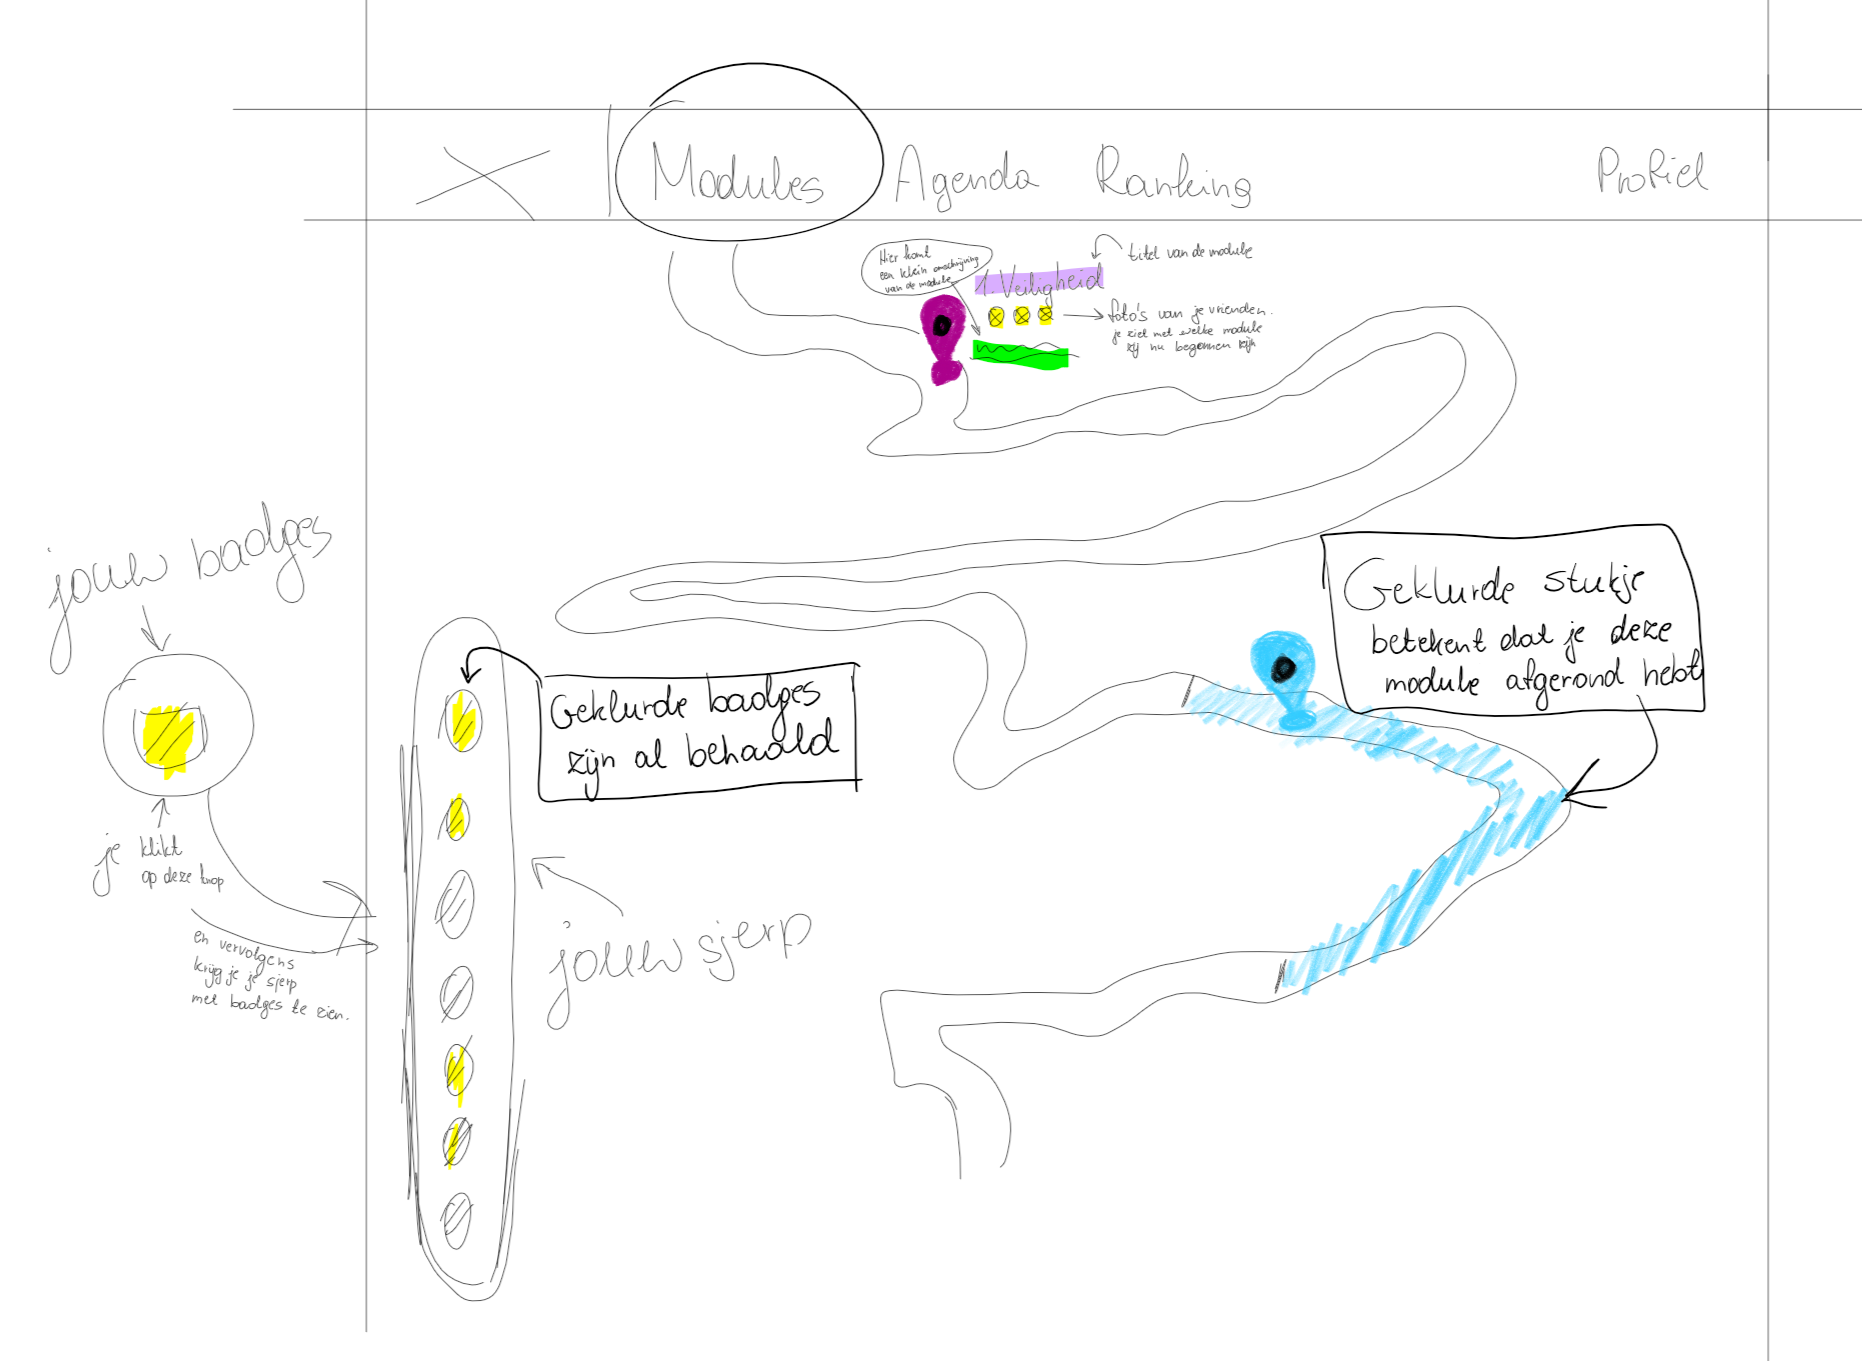 Modules Agenda Ranking Profiel
Hier komt
een klein omschrijving
van de module
1. Veiligheid
titel van de module
foto's van je vrienden.
je ziet met welke module
zij nu begonnen zijn
jouw badges
je klikt
op deze knop
en vervolgens
krijg je je sjerp
met badges te zien.
Geklurde badges
zijn al behaald
jouw sjerp
Geklurde stukje
betekent dat je deze
module afgerond hebt